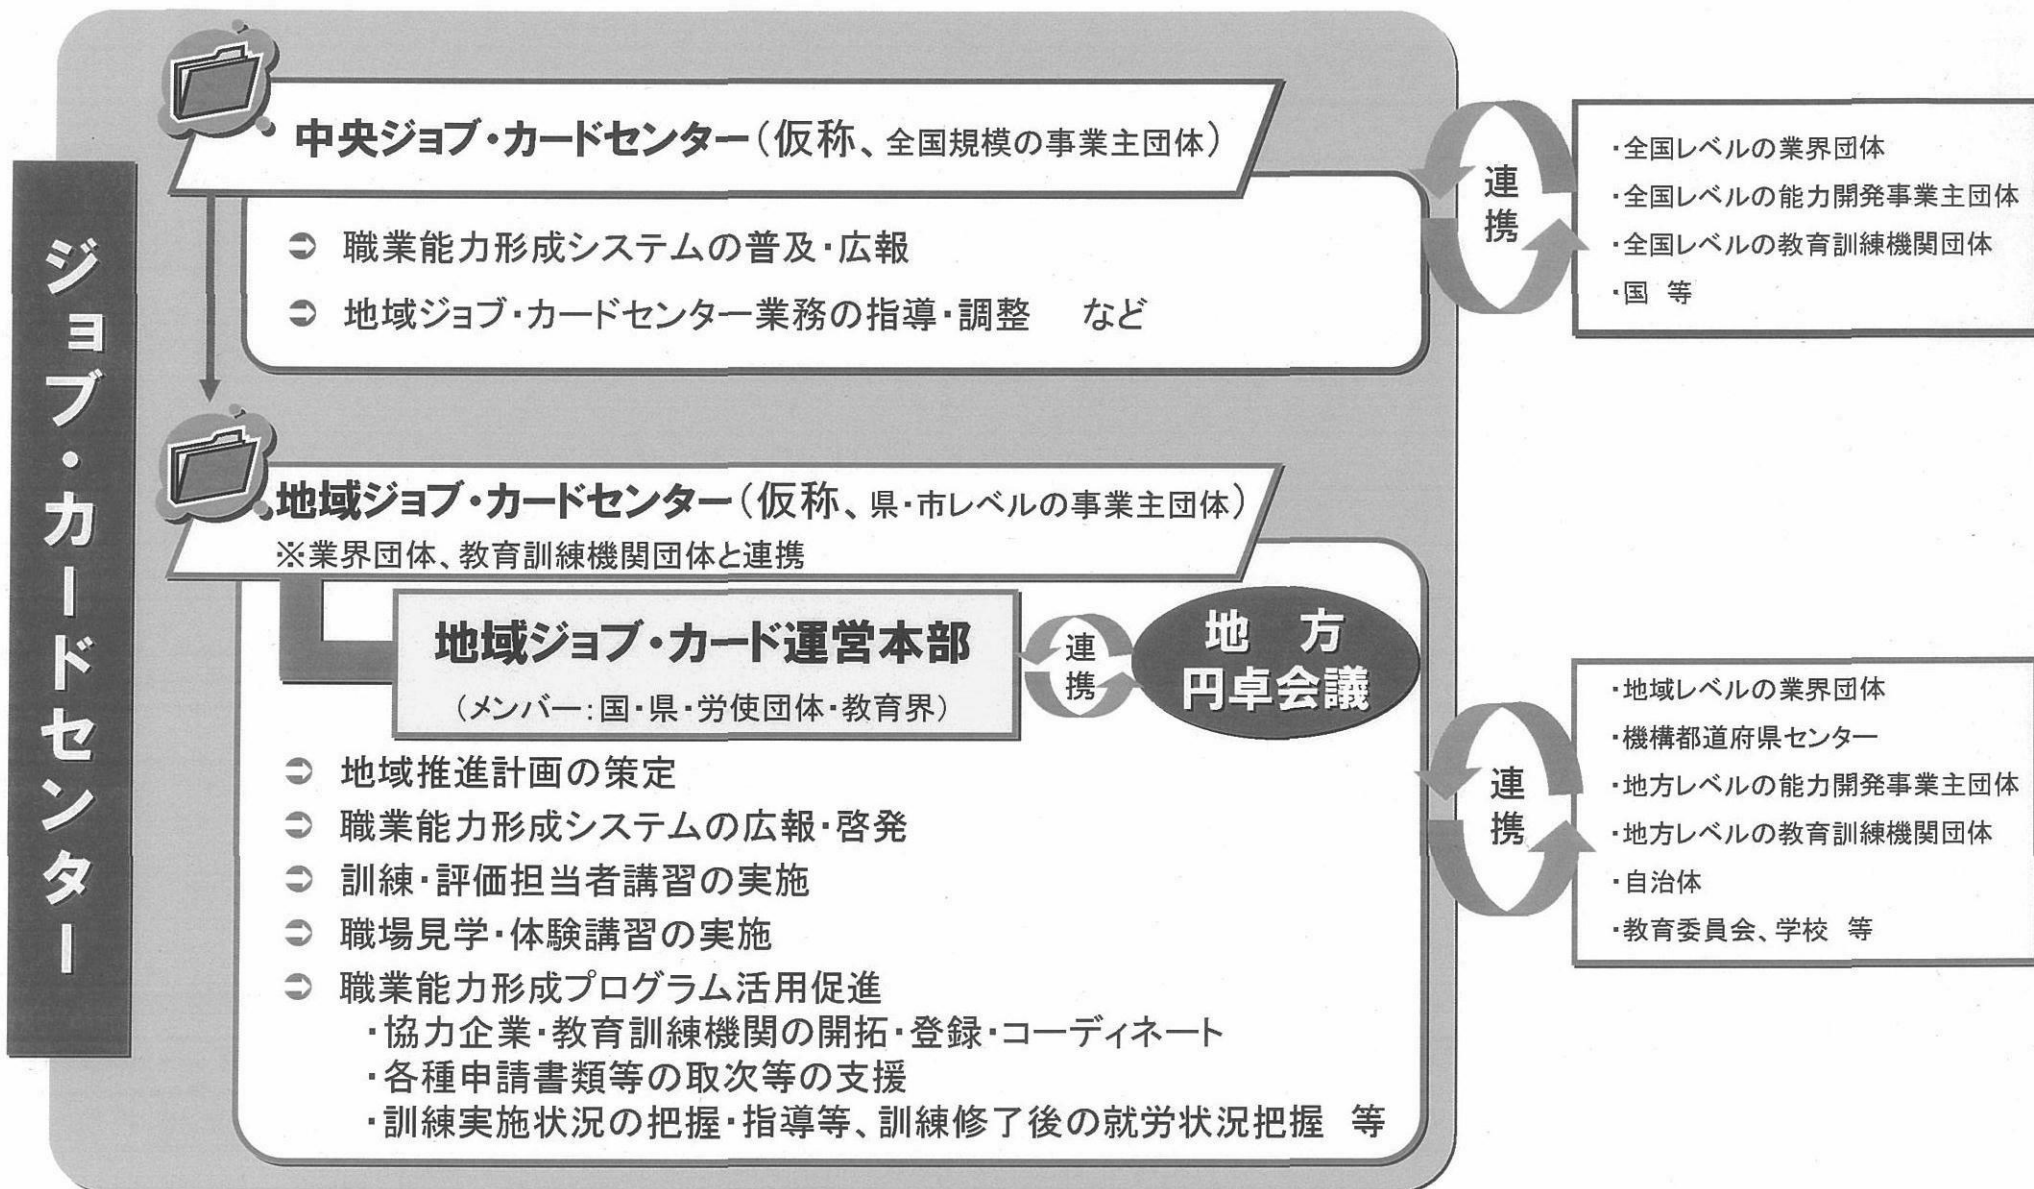 ジョブ・カードセンター
中央ジョブ・カードセンター(仮称、全国規模の事業主団体)
➲ 職業能力形成システムの普及・広報
➲ 地域ジョブ・カードセンター業務の指導・調整　など
連携
・全国レベルの業界団体
・全国レベルの能力開発事業主団体
・全国レベルの教育訓練機関団体
・国 等
地域ジョブ・カードセンター(仮称、県・市レベルの事業主団体)
※業界団体、教育訓練機関団体と連携
地域ジョブ・カード運営本部
(メンバー:国・県・労使団体・教育界)
連携
地 方
円卓会議
➲ 地域推進計画の策定
➲ 職業能力形成システムの広報・啓発
➲ 訓練・評価担当者講習の実施
➲ 職場見学・体験講習の実施
➲ 職業能力形成プログラム活用促進
・協力企業・教育訓練機関の開拓・登録・コーディネート
・各種申請書類等の取次等の支援
・訓練実施状況の把握・指導等、訓練修了後の就労状況把握 等
連携
・地域レベルの業界団体
・機構都道府県センター
・地方レベルの能力開発事業主団体
・地方レベルの教育訓練機関団体
・自治体
・教育委員会、学校 等